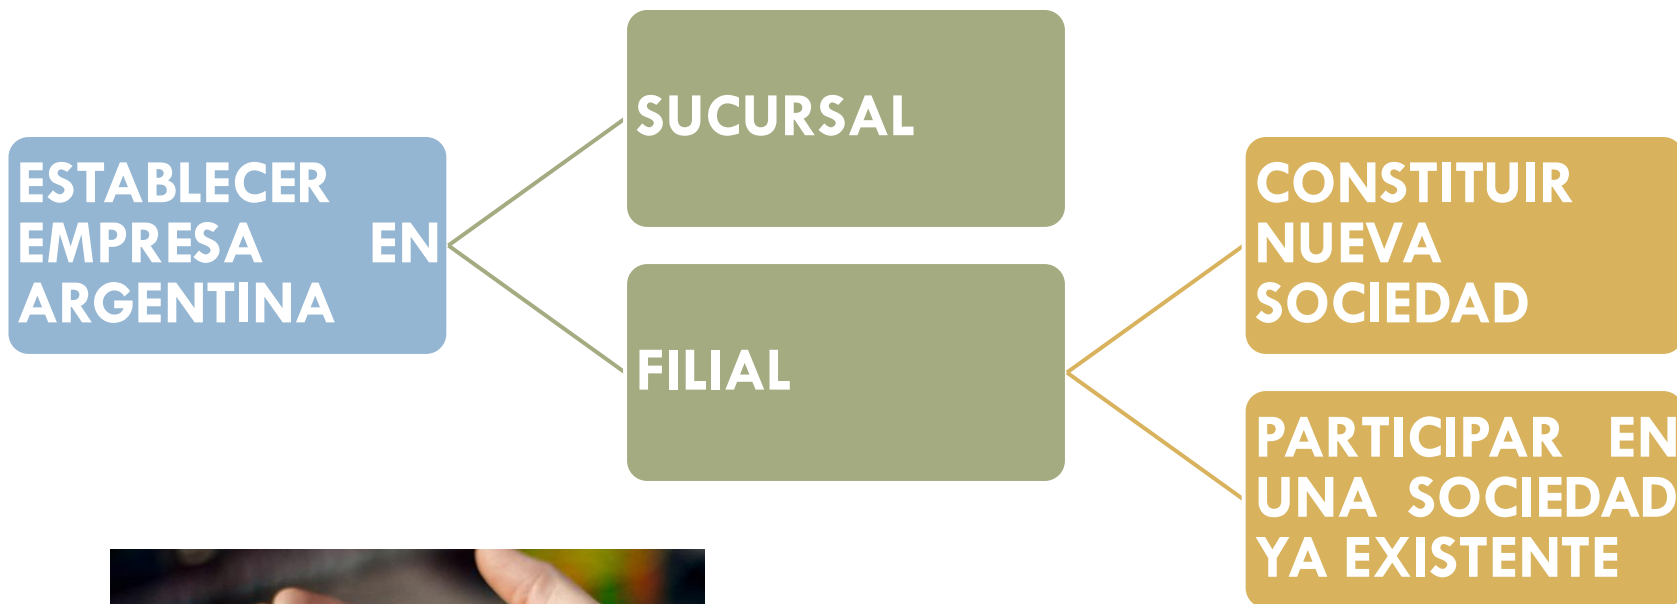 ESTABLECER
EMPRESA EN
ARGENTINA
SUCURSAL
FILIAL
CONSTITUIR
NUEVA
SOCIEDAD
PARTICIPAR EN
UNA SOCIEDAD
YA EXISTENTE